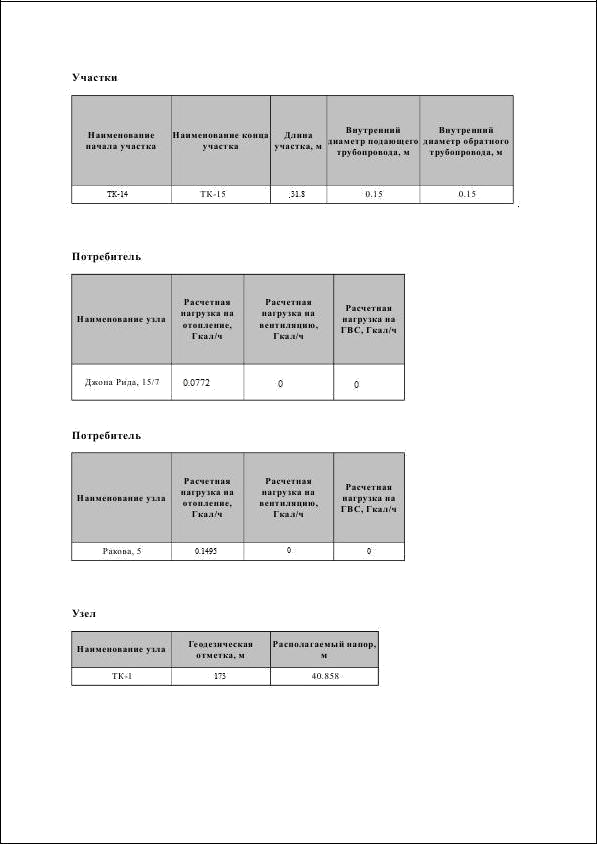 Участки
Наименование начала участка Наименование конца участка Длина участка, м Внутренний диаметр подающего трубопровода, м Внутренний диаметр обратного трубопровода, м
ТК-14 ТК-15 31.8 0.15 0.15
Потребитель
Наименование узла Расчетная нагрузка на отопление, Гкал/ч Расчетная нагрузка на вентиляцию, Гкал/ч Расчетная нагрузка на ГВС, Гкал/ч
Джона Рида, 15/7 0.0772 0 0
Потребитель
Наименование узла Расчетная нагрузка на отопление, Гкал/ч Расчетная нагрузка на вентиляцию, Гкал/ч Расчетная нагрузка на ГВС, Гкал/ч
Ракова, 5 0.1495 0 0
Узел
Наименование узла Геодезическая отметка, м Располагаемый напор, м
ТК-1 173 40.858